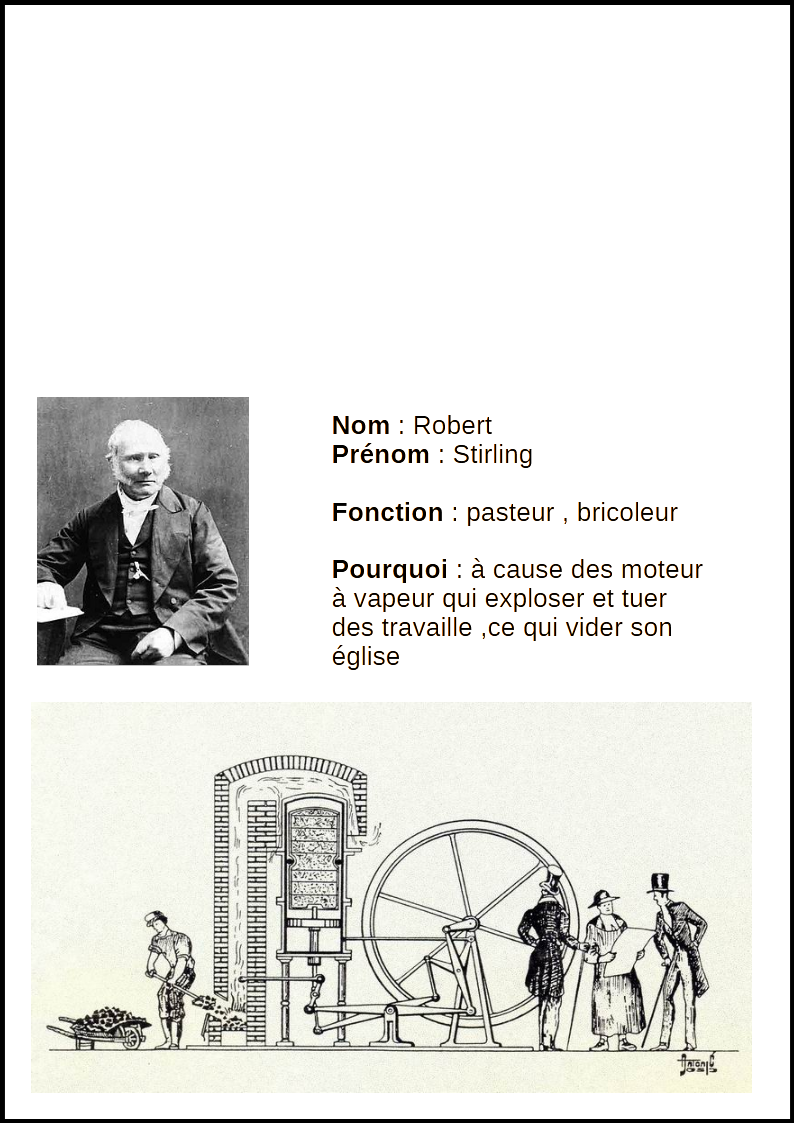 Nom : Robert
Prénom : Stirling
Fonction : pasteur , bricoleur
Pourquoi : à cause des moteur
à vapeur qui exploser et tuer
des travaille ,ce qui vider son
église